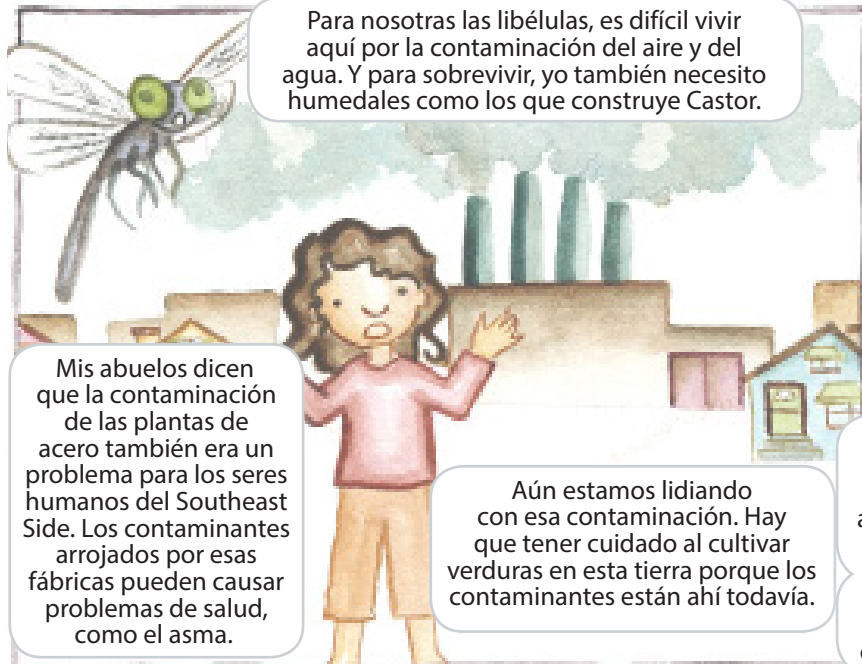 Para nosotras las libélulas, es difícil vivir
aquí por la contaminación del aire y del
agua. Y para sobrevivir, yo también necesito
humedales como los que construye Castor.
Mis abuelos dicen
que la contaminación
de las plantas de
acero también era un
problema para los seres
humanos del Southeast
Side. Los contaminantes
arrojados por esas
fábricas pueden causar
problemas de salud,
como el asma.
Aún estamos lidiando
con esa contaminación. Hay
que tener cuidado al cultivar
verduras en esta tierra porque los
contaminantes están ahí todavía.